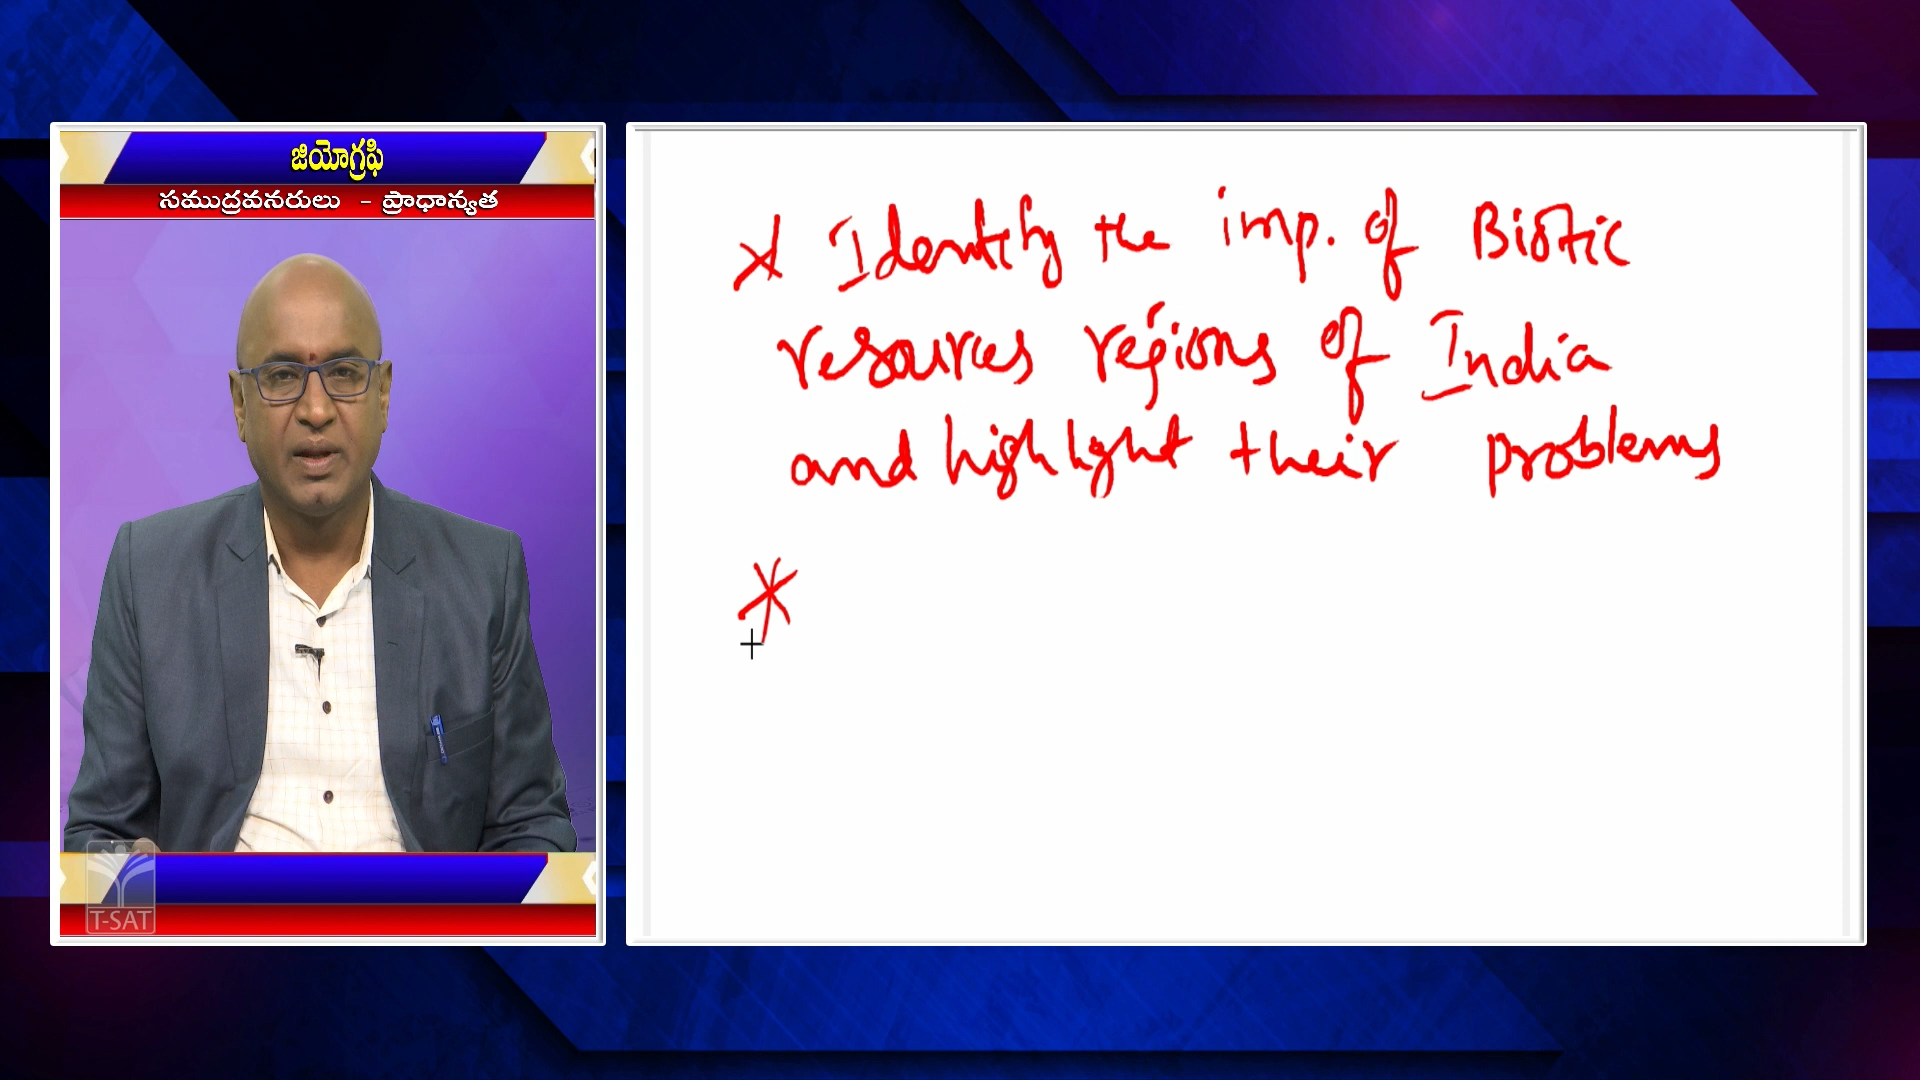 జియోగ్రఫి
సముద్రవనరులు - ప్రాధాన్యత
* Identify the imp. of Biotic
resources regions of India
and highlight their problems
*
T-SAT